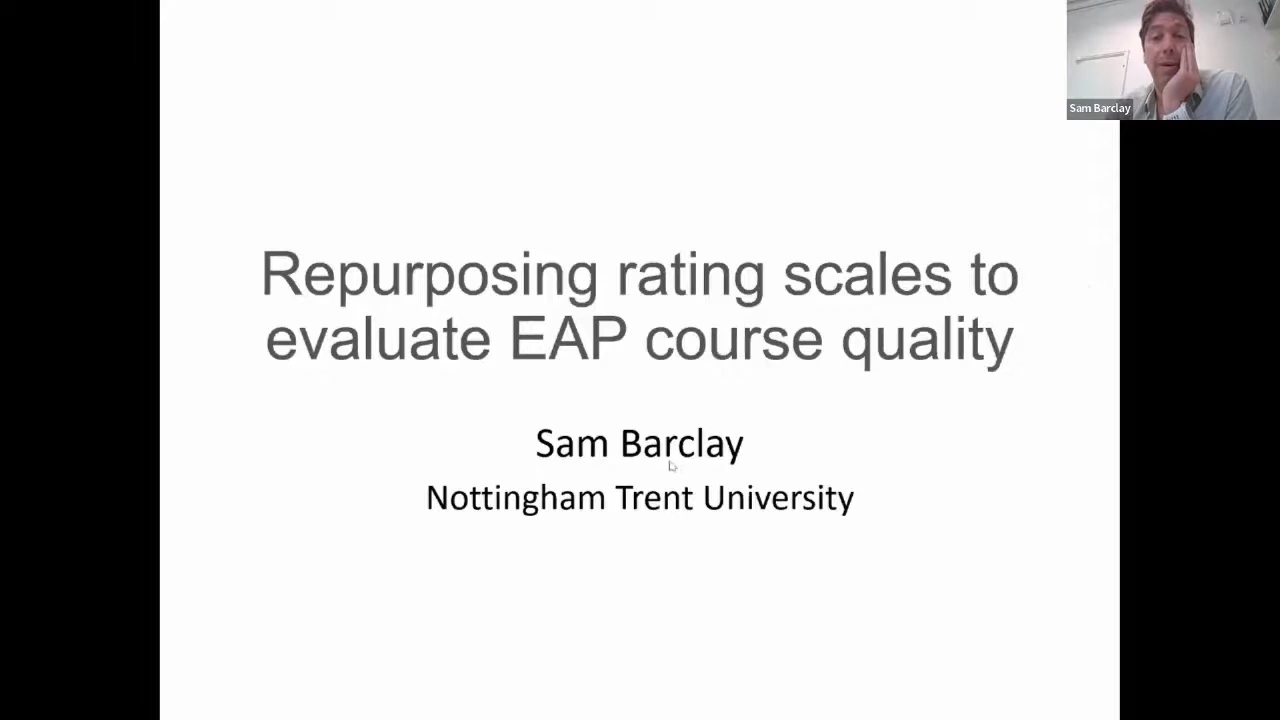 Sam Barclay
Repurposing rating scales to
evaluate EAP course quality
Sam Barclay
Nottingham Trent University